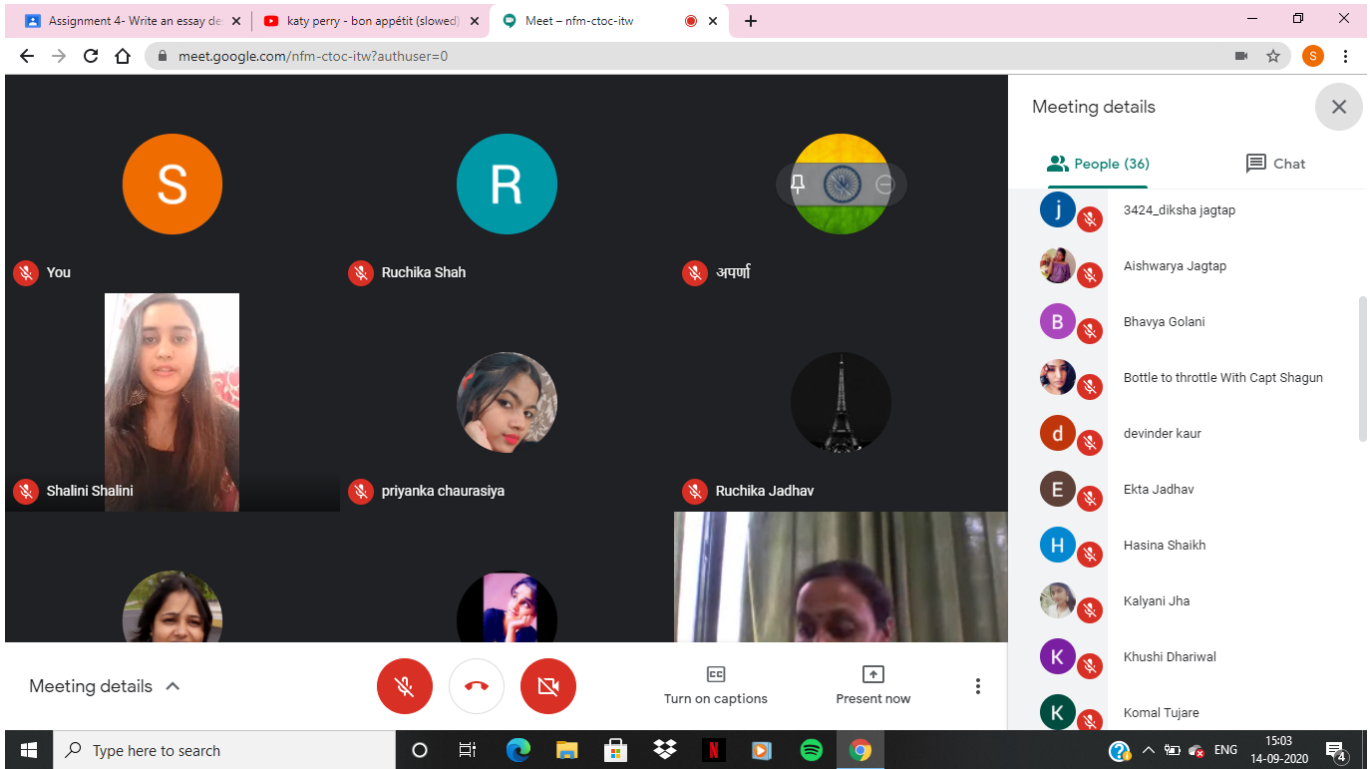 Assignment 4- Write an essay de
katy perry - bon appétit (slowed)
Meet – nfm-ctoc-itw
meet.google.com/nfm-ctoc-itw?authuser=0
S
S
R
You
Ruchika Shah
अपर्णा
Shalini Shalini
priyanka chaurasiya
Ruchika Jadhav
Meeting details
People (36)
Chat
j
3424_diksha jagtap
Aishwarya Jagtap
B
Bhavya Golani
Bottle to throttle With Capt Shagun
d
devinder kaur
E
Ekta Jadhav
H
Hasina Shaikh
Kalyani Jha
K
Khushi Dhariwal
K
Komal Tujare
Meeting details
CC
Turn on captions
Present now
Type here to search
N
ENG
15:03
14-09-2020
4